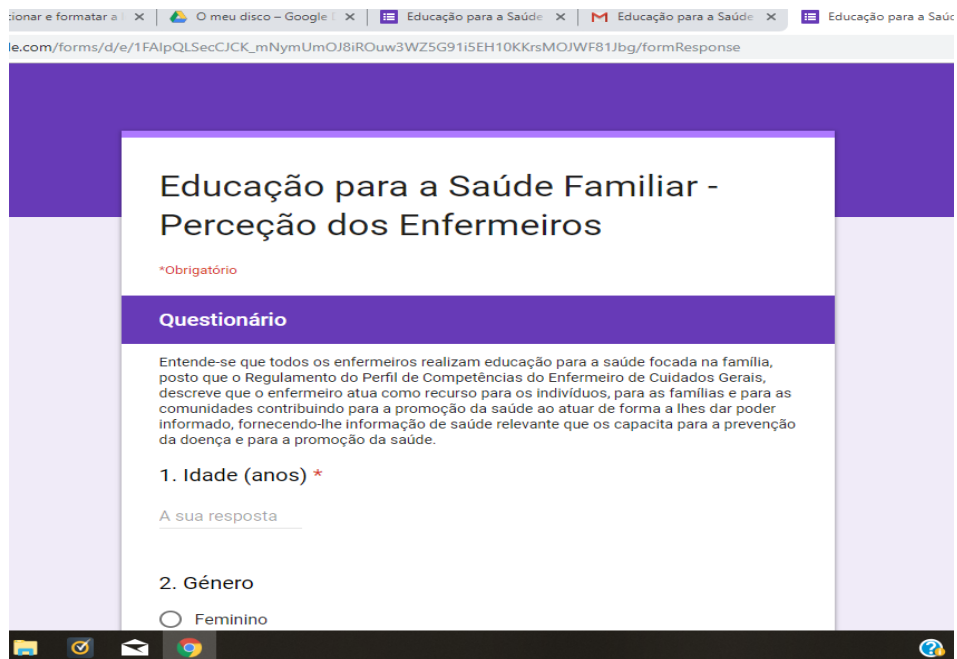 cionar e formatar a
O meu disco – Google
Educação para a Saúde
Educação para a Saúde
Educação para a Saúd
le.com/forms/d/e/1FAIpQLSecCJCK_mNymUmOJ8iROuw3WZ5G91i5EH10KKrsMOJWF81Jbg/formResponse
Educação para a Saúde Familiar -
Perceção dos Enfermeiros
*Obrigatório
Questionário
Entende-se que todos os enfermeiros realizam educação para a saúde focada na família,
posto que o Regulamento do Perfil de Competências do Enfermeiro de Cuidados Gerais,
descreve que o enfermeiro atua como recurso para os indivíduos, para as famílias e para as
comunidades contribuindo para a promoção da saúde ao atuar de forma a lhes dar poder
informado, fornecendo-lhe informação de saúde relevante que os capacita para a prevenção
da doença e para a promoção da saúde.
1. Idade (anos) *
A sua resposta
2. Género
Feminino